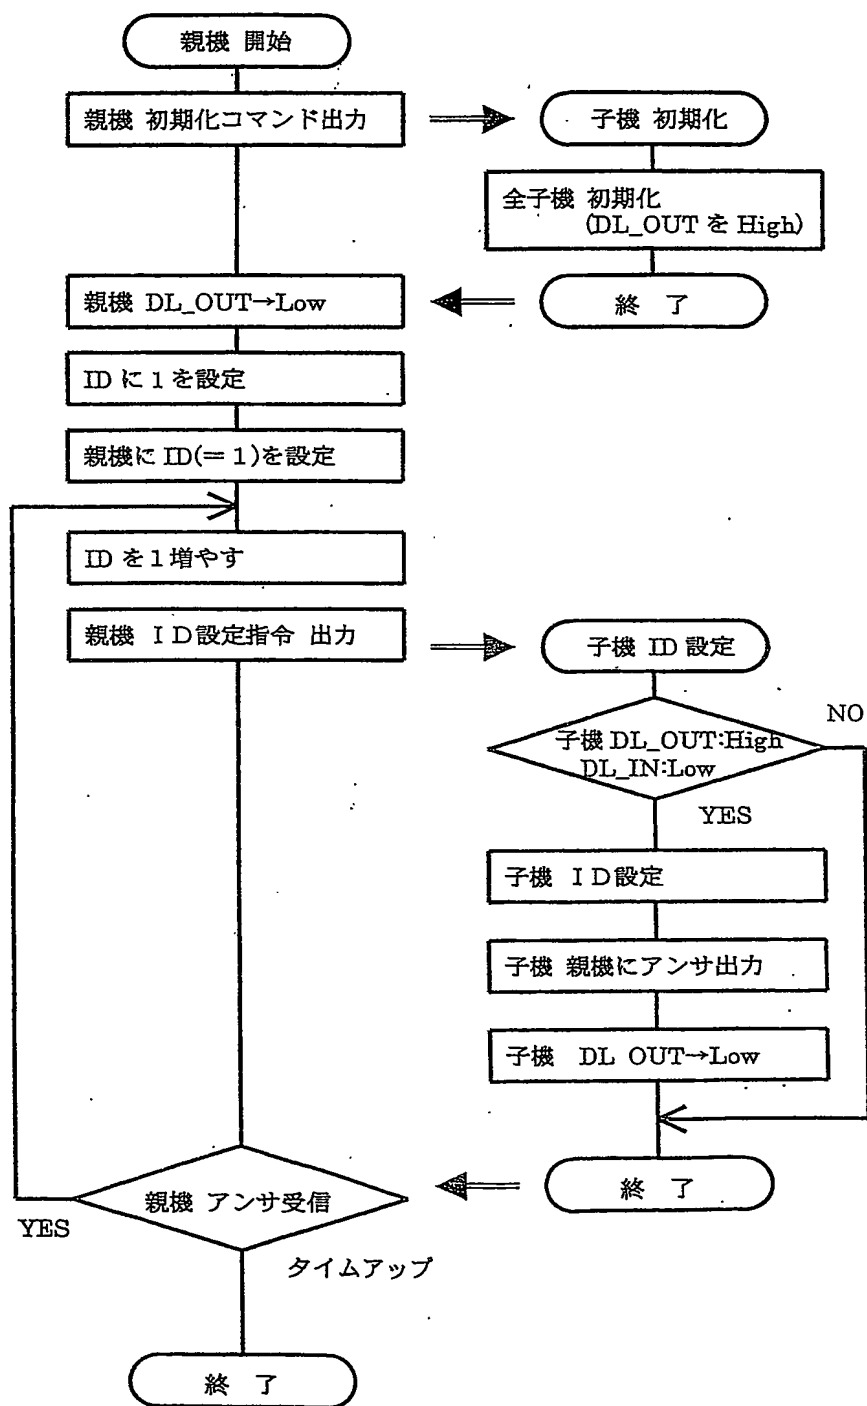 親機 開始
親機 初期化コマンド出力
子機 初期化
全子機 初期化
(DL_OUT を High)
親機 DL_OUT→Low
終 了
ID に 1 を設定
親機に ID(= 1)を設定
ID を 1 増やす
親機 ID設定指令 出力
子機 ID 設定
NO
子機 DL_OUT:High
DL_IN:Low
YES
子機 ID設定
子機 親機にアンサ出力
子機 DL OUT→Low
終 了
親機 アンサ受信
YES
タイムアップ
終 了